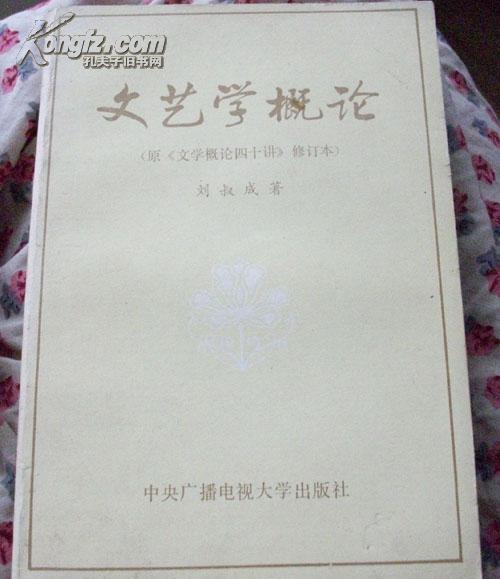 Kongfz.com
孔夫子旧书网
文艺学概论
(原《文学概论四十讲》修订本)
刘叔成著
中央广播电视大学出版社